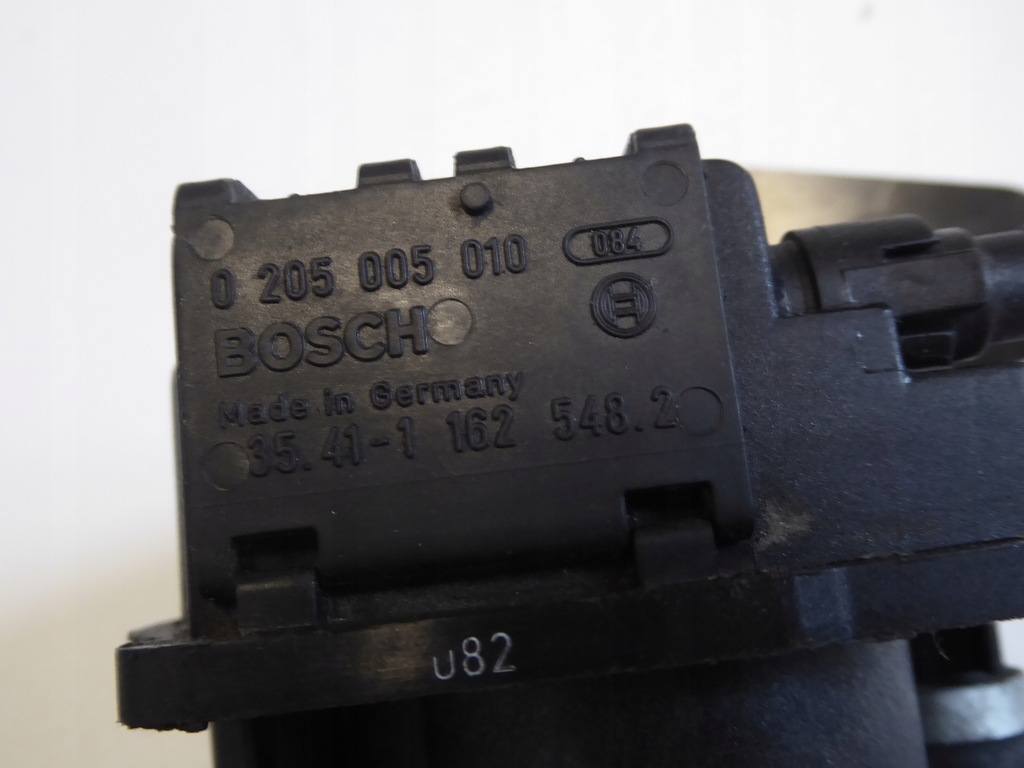 0 205 005 010 084
BOSCH
Made in Germany
35.41-1 162 548.2
u82